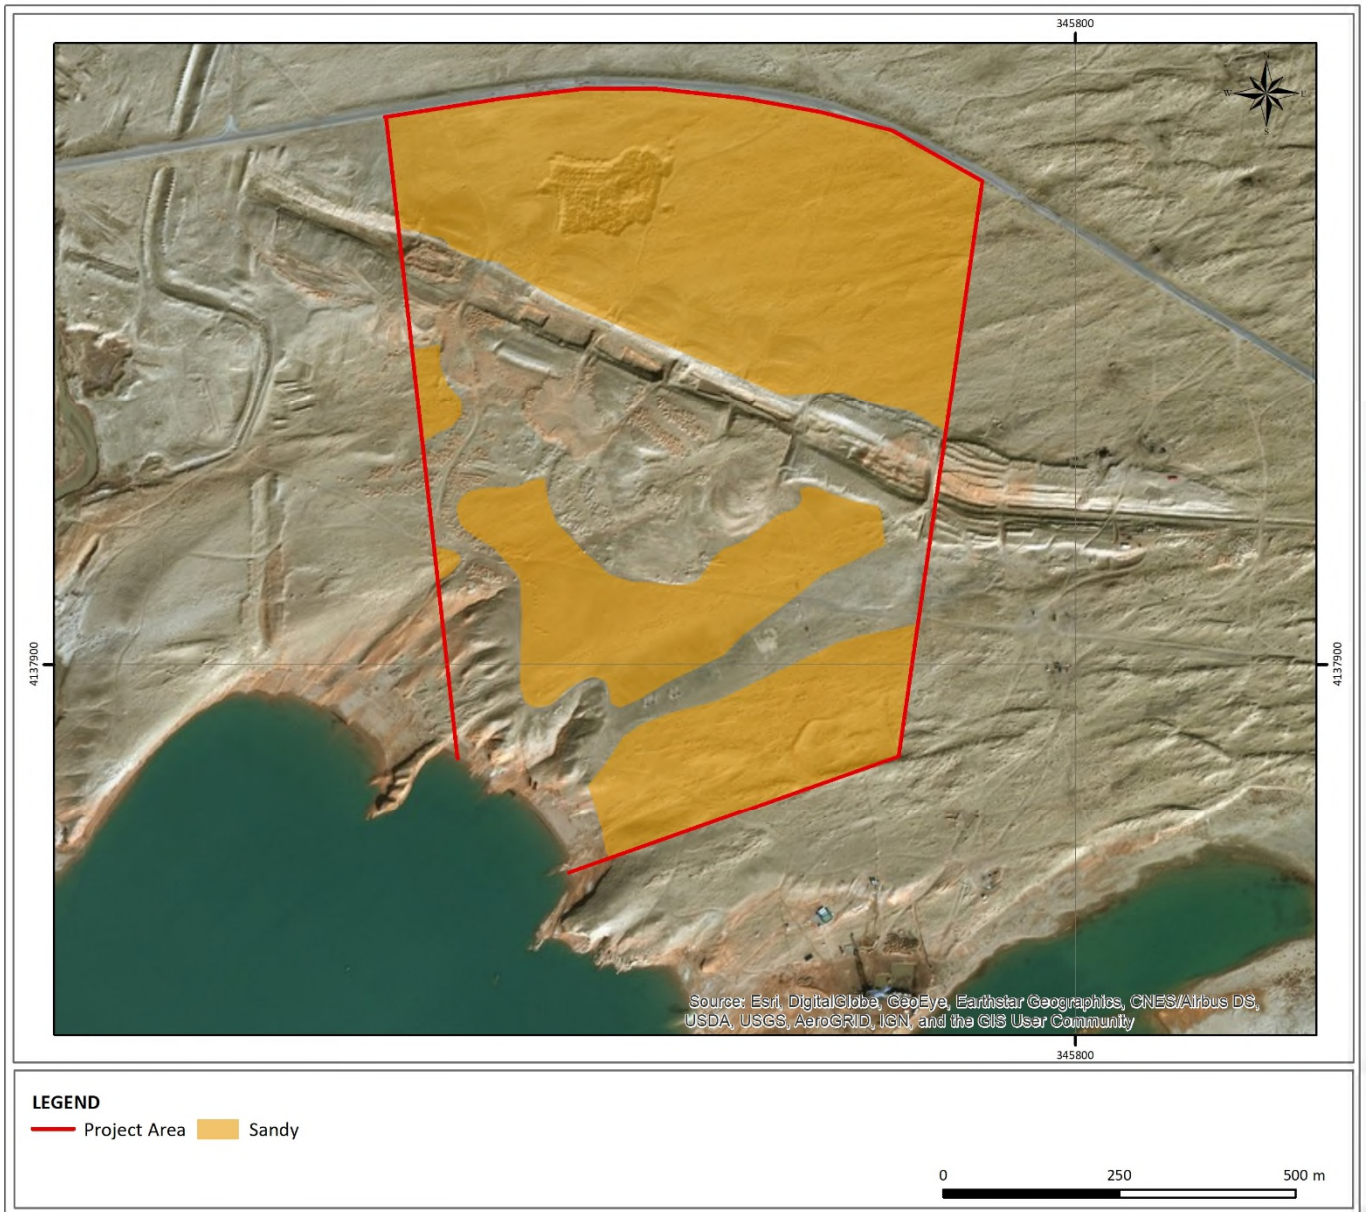 345800
N
W E
S
4137900
4137900
Source: Esri, DigitalGlobe, GeoEye, Earthstar Geographics, CNES/Airbus DS,
USDA, USGS, AeroGRID, IGN, and the GIS User Community
345800
LEGEND
Project Area Sandy
0 250 500 m